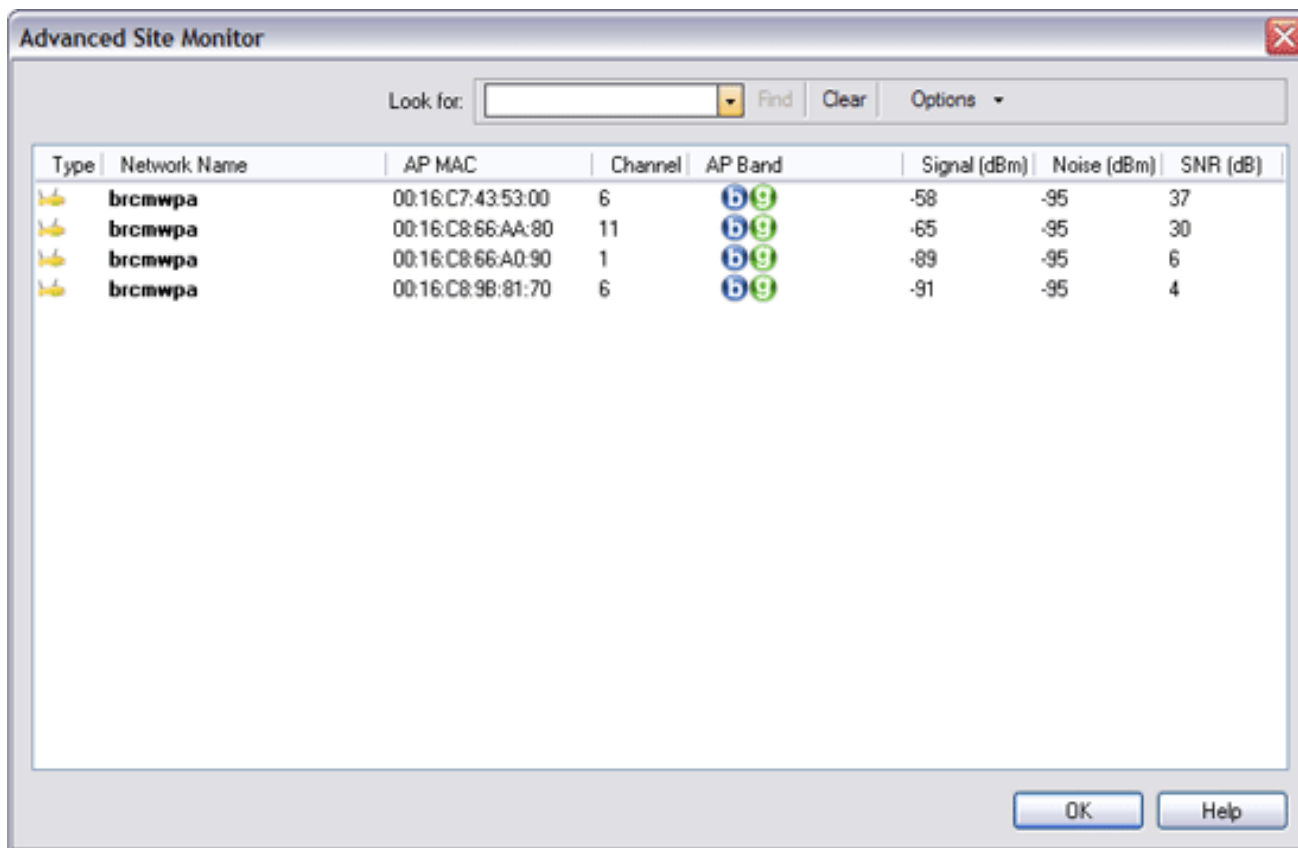 Advanced Site Monitor
Look for: Find Clear Options
Type Network Name AP MAC Channel AP Band Signal (dBm) Noise (dBm) SNR (dB)
brcmwpa 00:16:C7:43:53:00 6 b g -58 -95 37
brcmwpa 00:16:C8:66:AA:80 11 b g -65 -95 30
brcmwpa 00:16:C8:66:A0:90 1 b g -89 -95 6
brcmwpa 00:16:C8:9B:81:70 6 b g -91 -95 4
OK Help